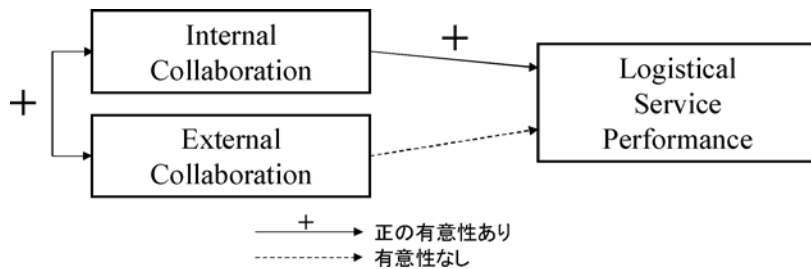 Internal
Collaboration
+
+
External
Collaboration
Logistical
Service
Performance
+
正の有意性あり
有意性なし